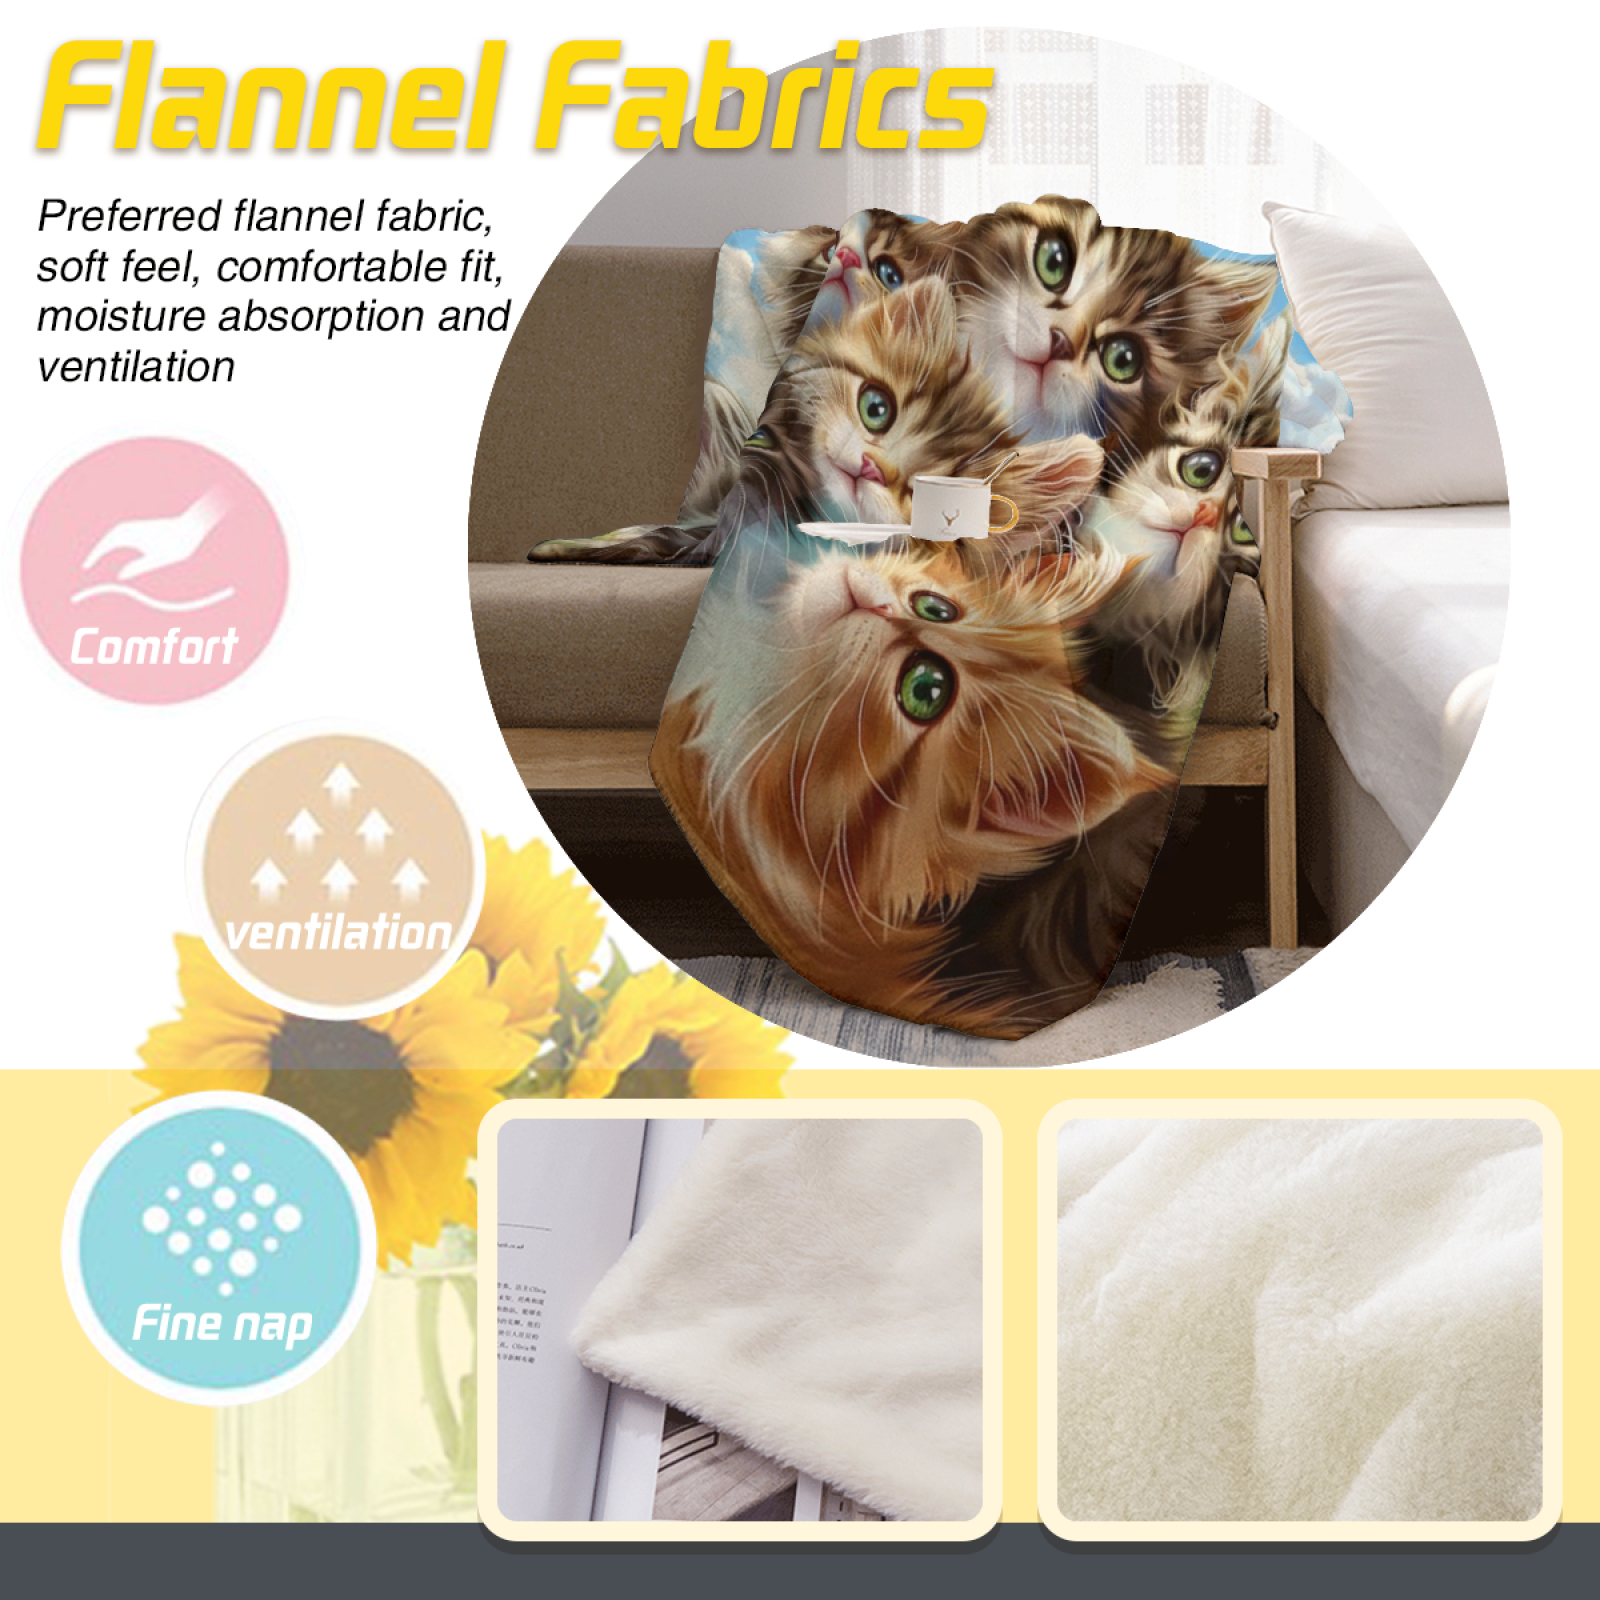 Flannel Fabrics
Preferred flannel fabric,
soft feel, comfortable fit,
moisture absorption and
ventilation
Comfort
ventilation
Fine nap